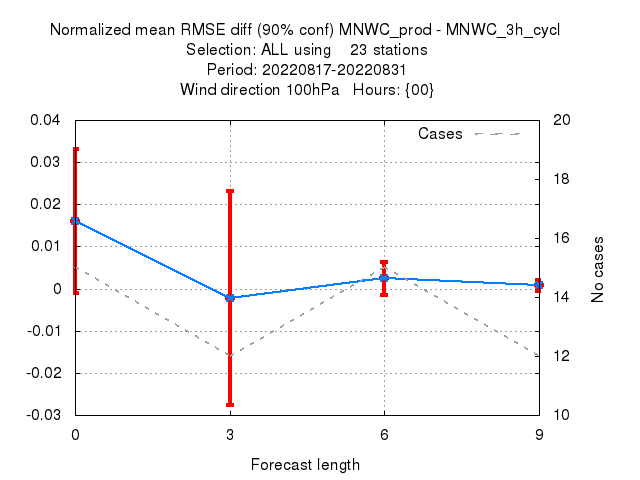 Normalized mean RMSE diff (90% conf) MNWC_prod - MNWC_3h_cycl
Selection: ALL using    23 stations
Period: 20220817-20220831
Wind direction 100hPa   Hours: {00}
Cases
0.04
0.03
0.02
0.01
0
-0.01
-0.02
-0.03
20
18
16
14
12
10
No cases
0 3 6 9
Forecast length